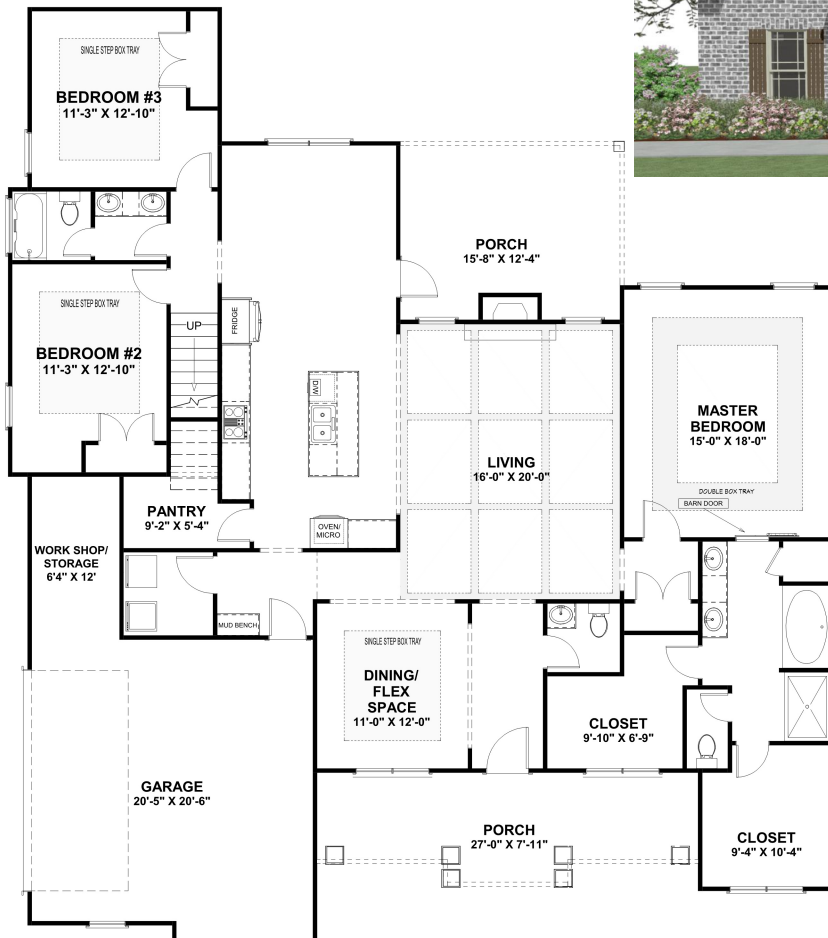 SINGLE STEP BOX TRAY
BEDROOM #3
11'-3" X 12'-10"
PORCH
15'-8" X 12'-4"
SINGLE STEP BOX TRAY
UP
FRIDGE
BEDROOM #2
11'-3" X 12'-10"
D/W
MASTER
BEDROOM
15'-0" X 18'-0"
LIVING
16'-0" X 20'-0"
DOUBLE BOX TRAY
BARN DOOR
PANTRY
9'-2" X 5'-4"
OVEN/
MICRO
WORK SHOP/
STORAGE
6'4" X 12'
MUD BENCH
SINGLE STEP BOX TRAY
DINING/
FLEX
SPACE
11'-0" X 12'-0"
CLOSET
9'-10" X 6'-9"
GARAGE
20'-5" X 20'-6"
PORCH
27'-0" X 7'-11"
CLOSET
9'-4" X 10'-4"